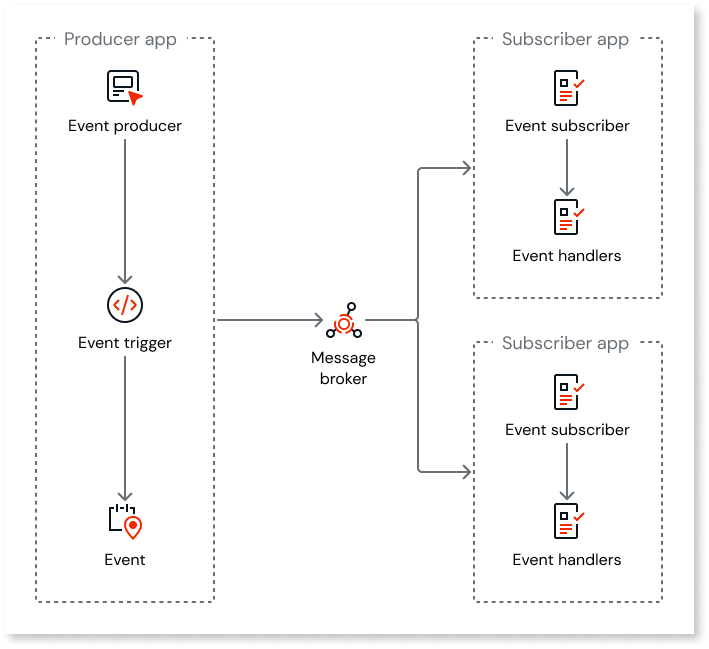 Producer app
Event producer
Event trigger
Event
Message
broker
Subscriber app
Event subscriber
Event handlers
Subscriber app
Event subscriber
Event handlers